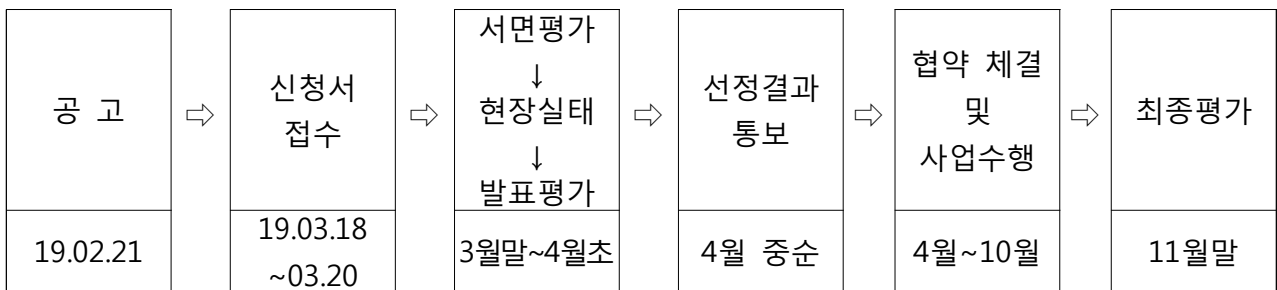 공 고
⇨
신청서
접수
⇨
서면평가
↓
현장실태
↓
발표평가
⇨
선정결과
통보
⇨
협약 체결
및
사업수행
⇨
최종평가
19.02.21
19.03.18
~03.20
3월말~4월초
4월 중순
4월~10월
11월말